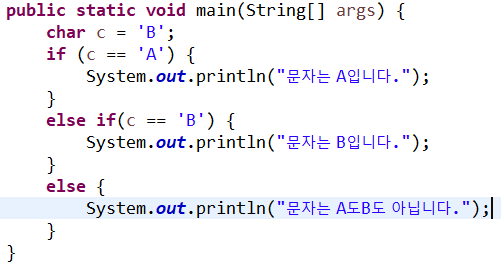 public static void main(String[] args) {
    char c = 'B';
    if (c == 'A') {
        System.out.println("문자는 A입니다.");
    }
    else if(c == 'B') {
        System.out.println("문자는 B입니다.");
    }
    else {
        System.out.println("문자는 A도B도 아닙니다.");
    }
}